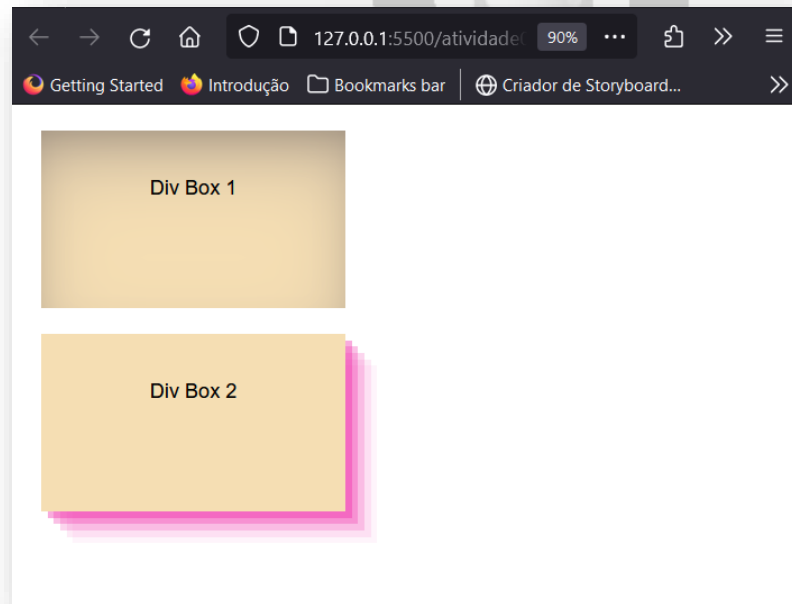 127.0.0.1:5500/atividade
90%
Getting Started
Introdução
Bookmarks bar
Criador de Storyboard...
Div Box 1
Div Box 2